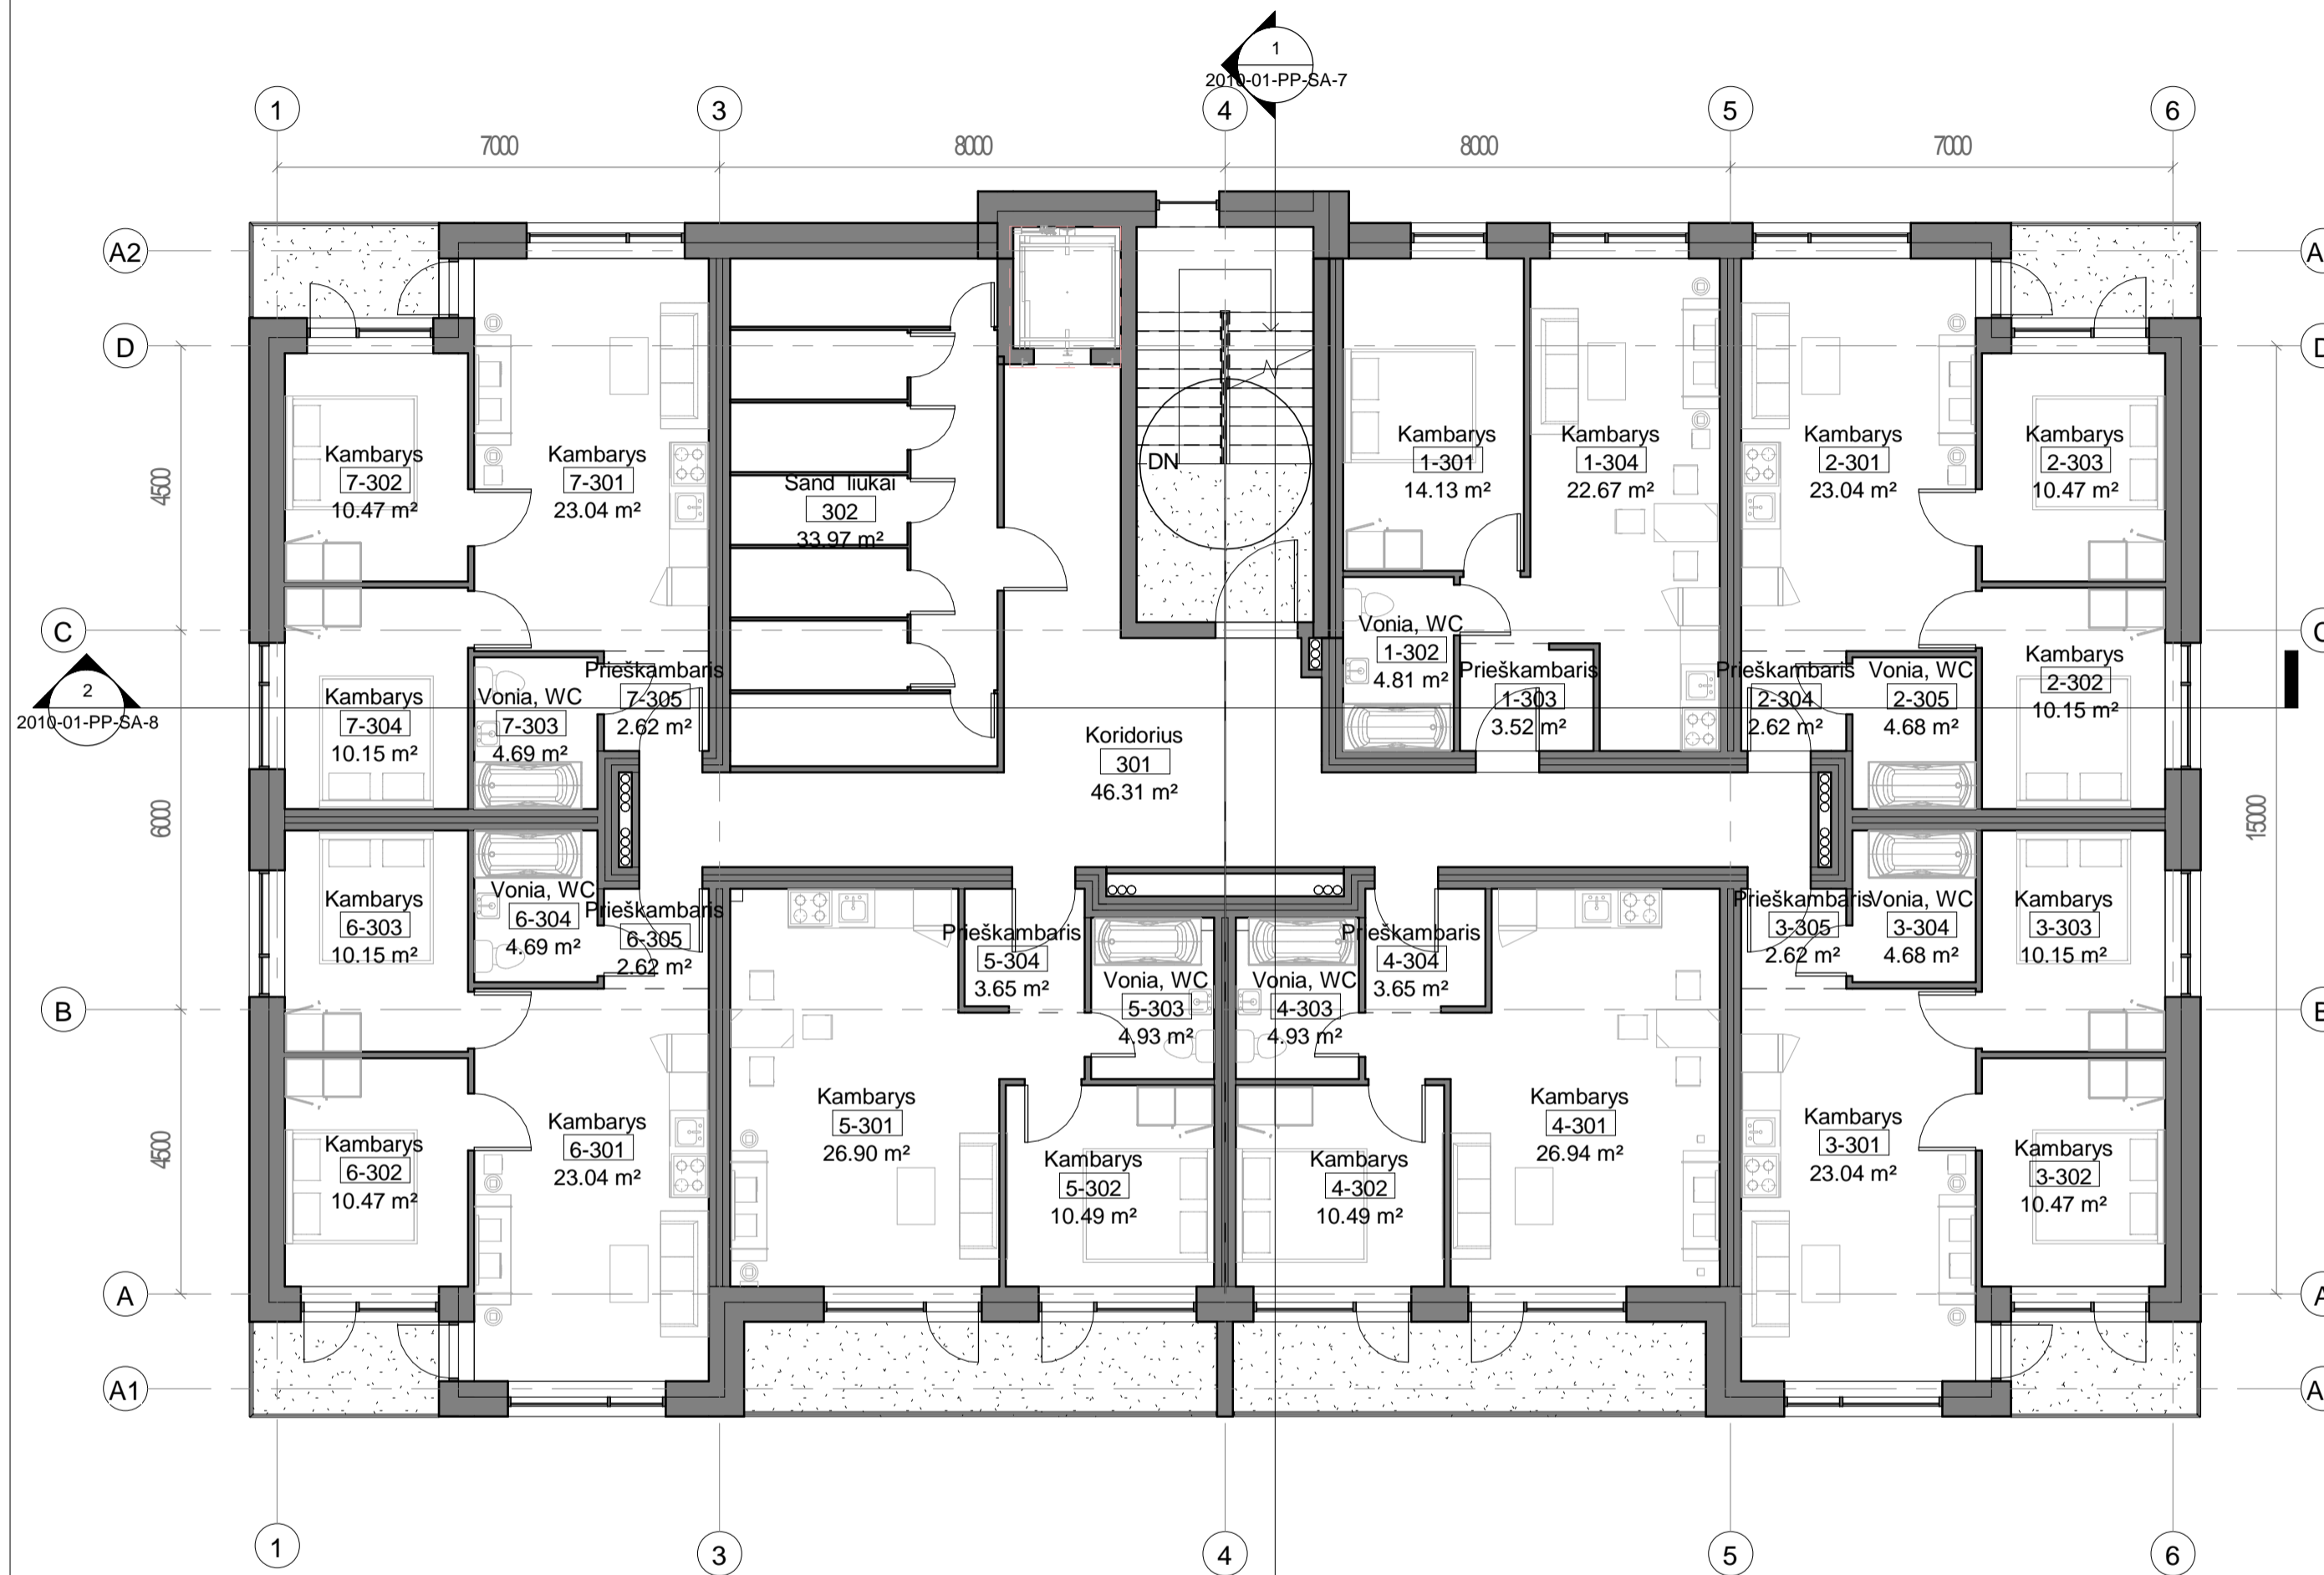 1
2010-01-PP-SA-7
1
3
4
5
6
7000
8000
8000
7000
A2
D
D
4500
Kambarys
7-302
10.47 m²
Kambarys
7-301
23.04 m²
Sand liukai
302
33.97 m²
DN
Kambarys
1-301
14.13 m²
Kambarys
1-304
22.67 m²
Kambarys
2-301
23.04 m²
Kambarys
2-303
10.47 m²
C
C
2
2010-01-PP-SA-8
Kambarys
7-304
10.15 m²
Vonia, WC
7-303
4.69 m²
Prieškambaris
7-305
2.62 m²
Vonia, WC
1-302
4.81 m²
Prieškambaris
1-303
3.52 m²
Prieškambaris
2-304
2.62 m²
Vonia, WC
2-305
4.68 m²
Kambarys
2-302
10.15 m²
Koridorius
301
46.31 m²
6000
15000
Kambarys
6-303
10.15 m²
Vonia, WC
6-304
4.69 m²
Prieškambaris
6-305
2.62 m²
Prieškambaris
5-304
3.65 m²
Vonia, WC
5-303
4.93 m²
Vonia, WC
4-303
4.93 m²
Prieškambaris
4-304
3.65 m²
Prieškambaris
3-305
2.62 m²
Vonia, WC
3-304
4.68 m²
Kambarys
3-303
10.15 m²
B
B
4500
Kambarys
6-302
10.47 m²
Kambarys
6-301
23.04 m²
Kambarys
5-301
26.90 m²
Kambarys
5-302
10.49 m²
Kambarys
4-302
10.49 m²
Kambarys
4-301
26.94 m²
Kambarys
3-301
23.04 m²
Kambarys
3-302
10.47 m²
A
A
A1
1
3
4
5
6